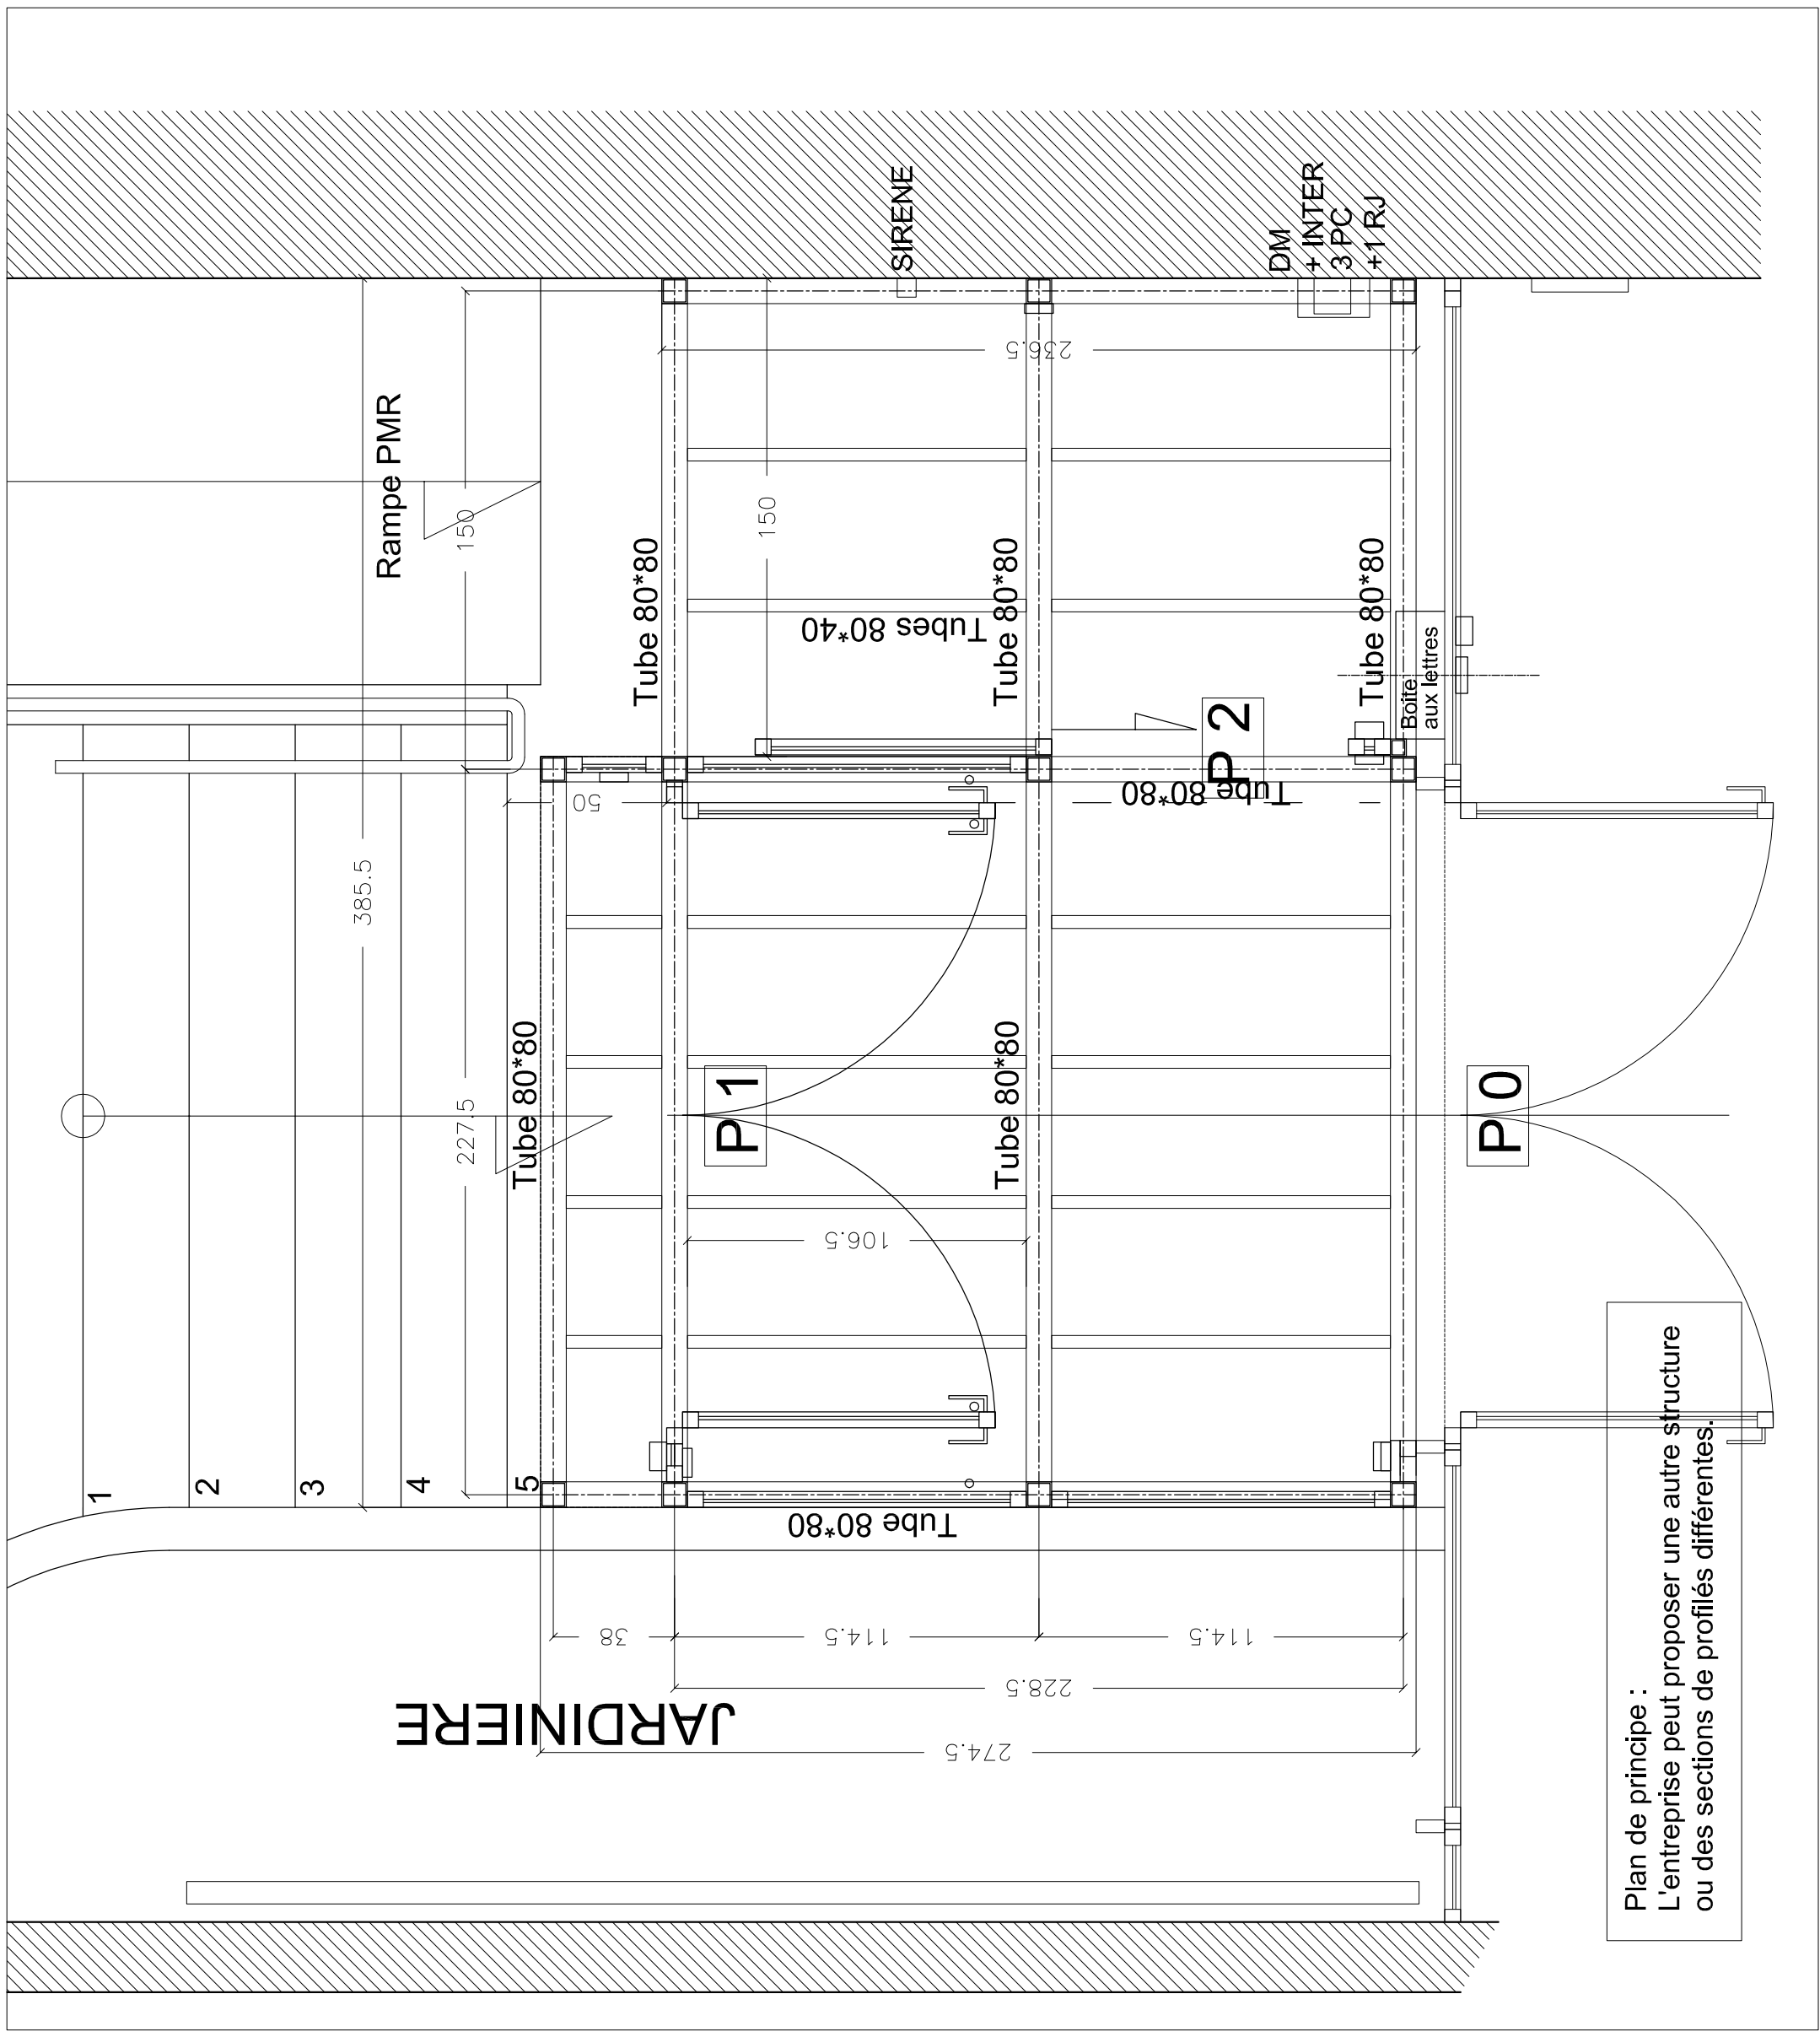 SIRENE
DM
+ INTER
3 PC
+1 RJ
236.5
Rampe PMR
150
150
Tube 80*80
Tube 80*80
Tube 80*80
Tubes 80*40
Boite
aux lettres
P 2
Tube 80*80
50
385.5
227.5
Tube 80*80
Tube 80*80
P 1
P 0
106.5
1
2
3
4
5
Tube 80*80
38
114.5
114.5
228.5
274.5
JARDINIERE
Plan de principe :
L'entreprise peut proposer une autre structure
ou des sections de profilés différentes.